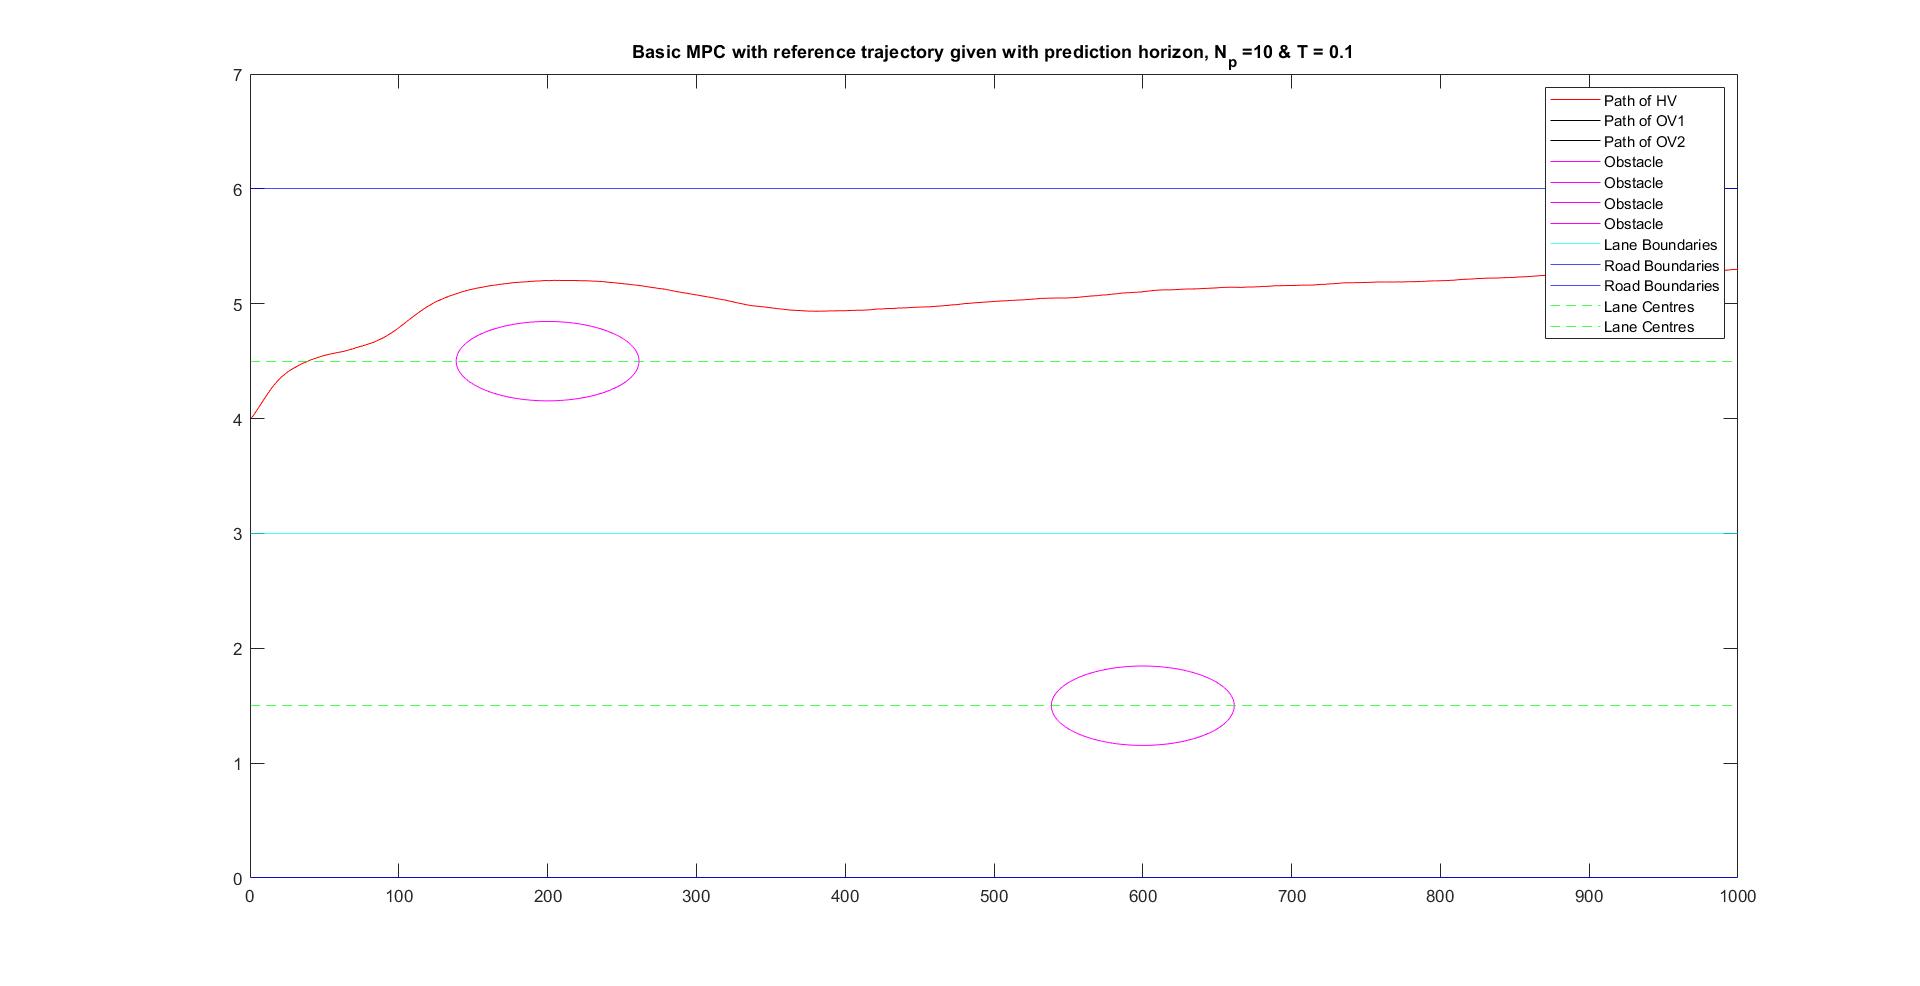 Basic MPC with reference trajectory given with prediction horizon, Np =10 & T = 0.1
7
6
5
4
3
2
1
0
0 100 200 300 400 500 600 700 800 900 1000
Path of HV
Path of OV1
Path of OV2
Obstacle
Obstacle
Obstacle
Obstacle
Lane Boundaries
Road Boundaries
Road Boundaries
Lane Centres
Lane Centres